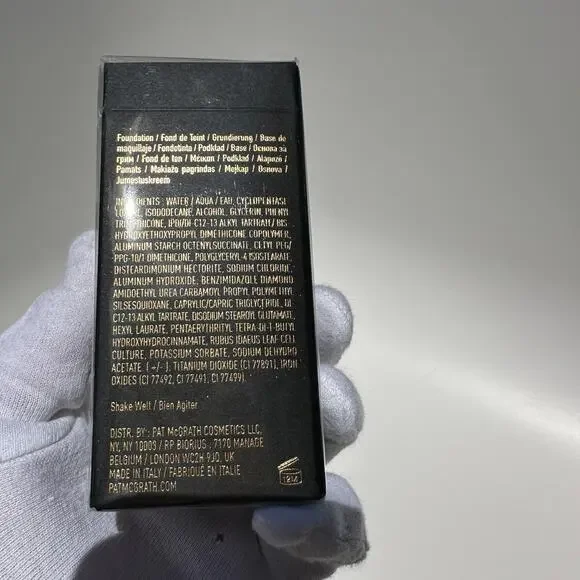 Foundation / Fond de Teint / Grundierung / Base de
maquillaje / Fondotinta / Podklad / Base / Основа за
грим / Fond de ten / Μέικαπ / Podklad / Alapozó /
Pamats / Makiažo pagrindas / Mejkap / Osnova /
Jumestuskreem
INGREDIENTS : WATER / AQUA / EAU, CYCLOPENTASI
LOXANE, ISODODECANE, ALCOHOL, GLYCERIN, PHENYL
TRIMETHICONE, IPDI/DI-C12-13 ALKYL TARTRATE/ BIS
HYDROXYETHOXYPROPYL DIMETHICONE COPOLYMER,
ALUMINUM STARCH OCTENYLSUCCINATE, CETYL PEG/
PPG-10/1 DIMETHICONE, POLYGLYCERYL-4 ISOSTEARATE,
DISTEARDIMONIUM HECTORITE, SODIUM CHLORIDE,
ALUMINUM HYDROXIDE, BENZIMIDAZOLE DIAMOND
AMIDOETHYL UREA CARBAMOYL PROPYL POLYMETHYL
SILSESQUIOXANE, CAPRYLIC/CAPRIC TRIGLYCERIDE, DI
C12-13 ALKYL TARTRATE, DISODIUM STEAROYL GLUTAMATE,
HEXYL LAURATE, PENTAERYTHRITYL TETRA-DI-T-BUTYL
HYDROXYHYDROCINNAMATE, RUBUS IDAEUS LEAF CELL
CULTURE, POTASSIUM SORBATE, SODIUM DEHYDRO
ACETATE. ( +/- ). TITANIUM DIOXIDE (CI 77891), IRON
OXIDES (CI 77492, CI 77491, CI 77499).
Shake Well / Bien Agiter
DISTR. BY : PAT McGRATH COSMETICS LLC,
NY, NY 10003 / RP BIORIUS : 7170 MANAGE
BELGIUM / LONDON WC2H 9JQ, UK
MADE IN ITALY / FABRIQUÉ EN ITALIE
PATMCGRATH.COM
12M